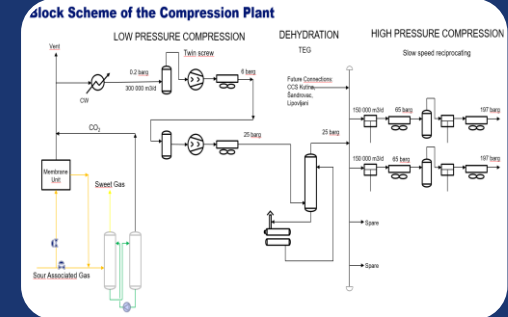 Block Scheme of the Compression Plant
LOW PRESSURE COMPRESSION
DEHYDRATION
TEG
HIGH PRESSURE COMPRESSION
Slow speed reciprocating
Vent
Twin screw
0.2 barg
300 000 m3/d
6 barg
CW
Future Connections:
CCS Kutina,
Šandrovac,
Lipovljani
CO2
25 barg
25 barg
150 000 m3/d
65 barg
197 barg
150 000 m3/d
65 barg
197 barg
Membrane
Unit
Sweet Gas
Sour Associated Gas
Spare
Spare